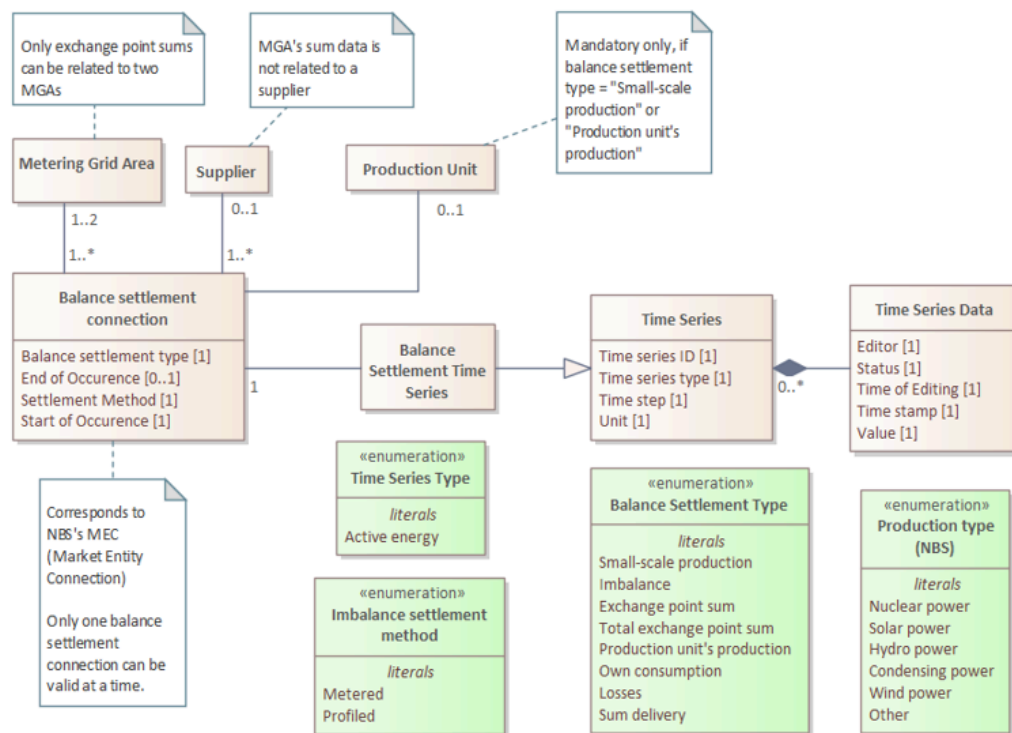 Only exchange point sums
can be related to two
MGAs
MGA's sum data is
not related to a
supplier
Mandatory only, if
balance settlement
type = "Small-scale
production" or
"Production unit's
production"
Metering Grid Area
Supplier
Production Unit
1..2
0..1
0..1
1..*
1..*
Balance settlement
connection
Balance settlement type [1]
End of Occurence [0..1]
Settlement Method [1]
Start of Occurence [1]
1
Balance
Settlement Time
Series
Time Series
Time series ID [1]
Time series type [1]
Time step [1]
Unit [1]
0..*
Time Series Data
Editor [1]
Status [1]
Time of Editing [1]
Time stamp [1]
Value [1]
Corresponds to
NBS's MEC
(Market Entity
Connection)
Only one balance
settlement
connection can be
valid at a time.
«enumeration»
Time Series Type
literals
Active energy
«enumeration»
Imbalance settlement
method
literals
Metered
Profiled
«enumeration»
Balance Settlement Type
literals
Small-scale production
Imbalance
Exchange point sum
Total exchange point sum
Production unit's production
Own consumption
Losses
Sum delivery
«enumeration»
Production type
(NBS)
literals
Nuclear power
Solar power
Hydro power
Condensing power
Wind power
Other